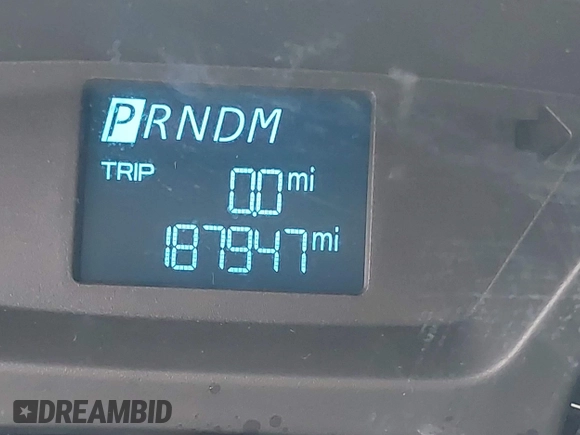 PRNDM
TRIP 0.0 mi
187947 mi
DREAMBID